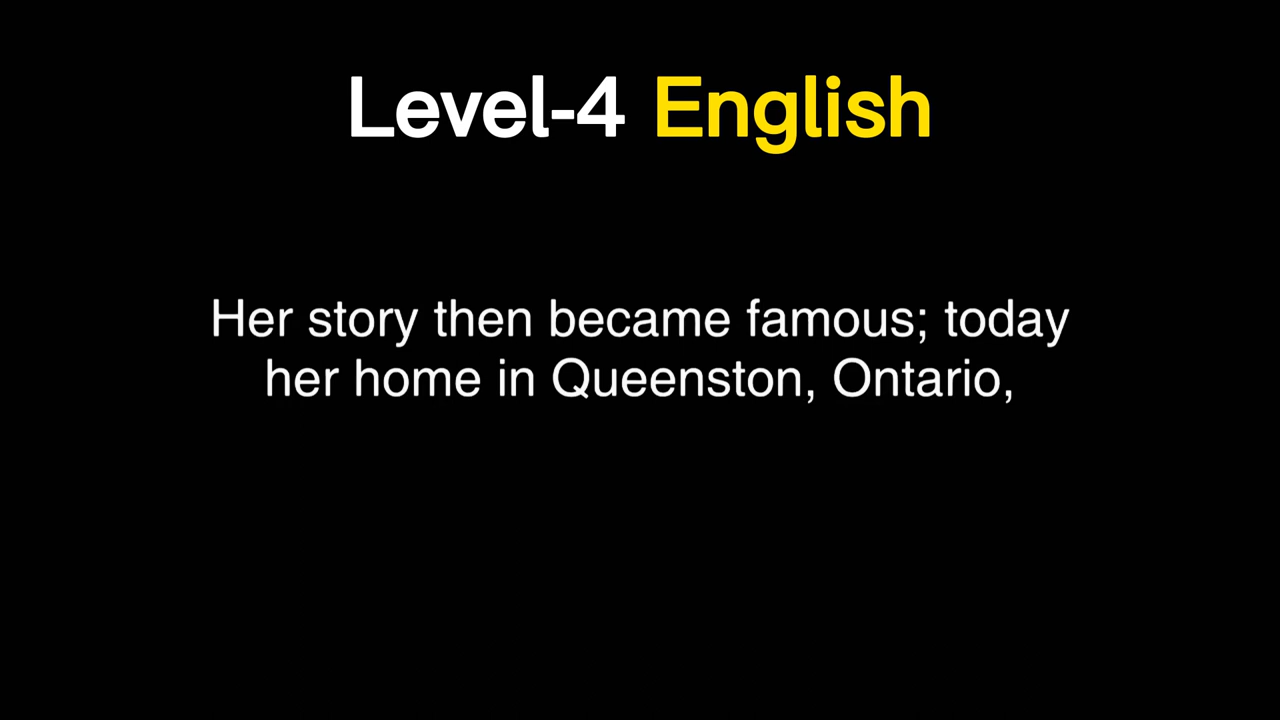 Level-4 English
Her story then became famous; today
her home in Queenston, Ontario,